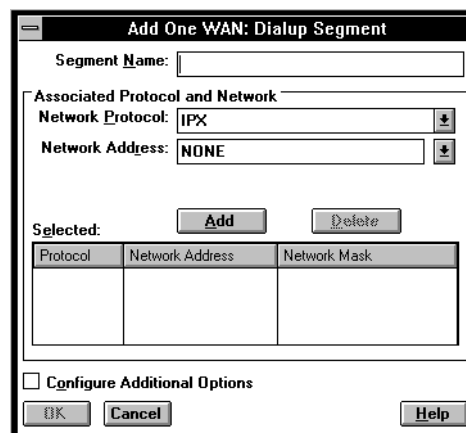 Add One WAN: Dialup Segment
Segment Name:
Associated Protocol and Network
Network Protocol: IPX
Network Address: NONE
Add Delete
Selected:
Protocol Network Address Network Mask
Configure Additional Options
OK Cancel Help